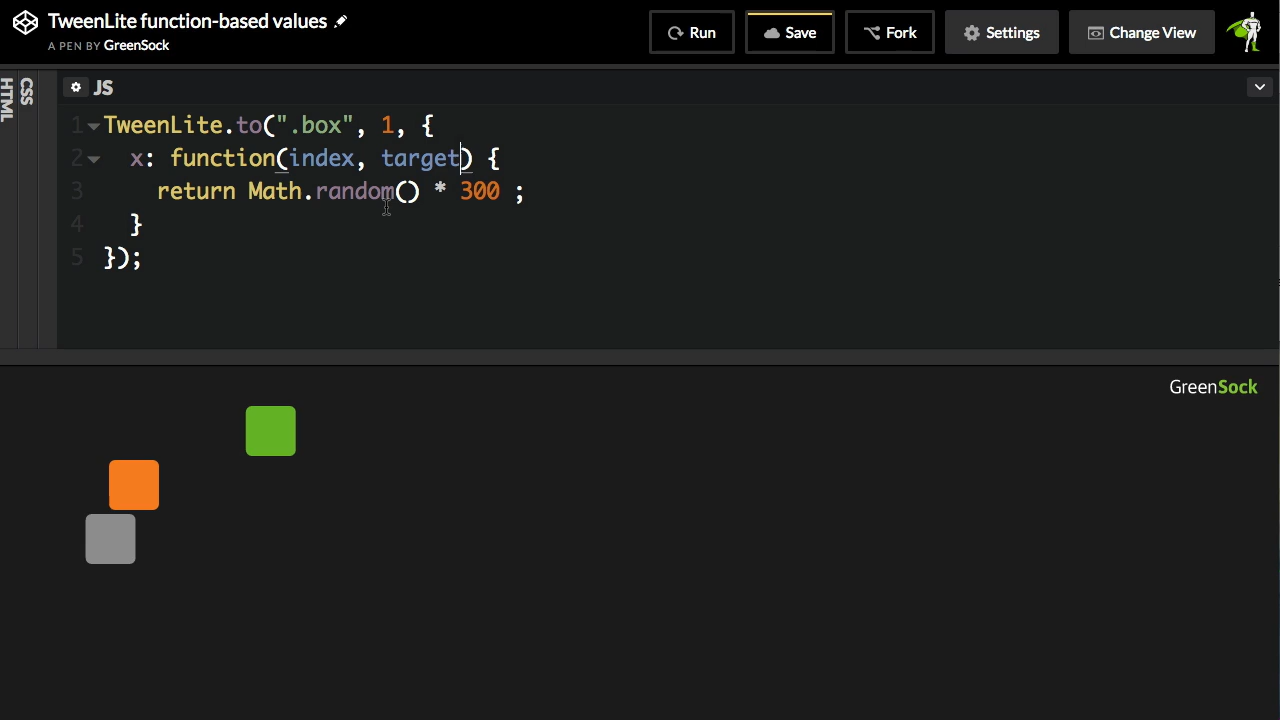 TweenLite function-based values
A PEN BY GreenSock
Run
Save
Fork
Settings
Change View
HTML
CSS
JS
1 TweenLite.to(".box", 1, {
2 x: function(index, target) {
3 return Math.random() * 300 ;
4 }
5 });
GreenSock